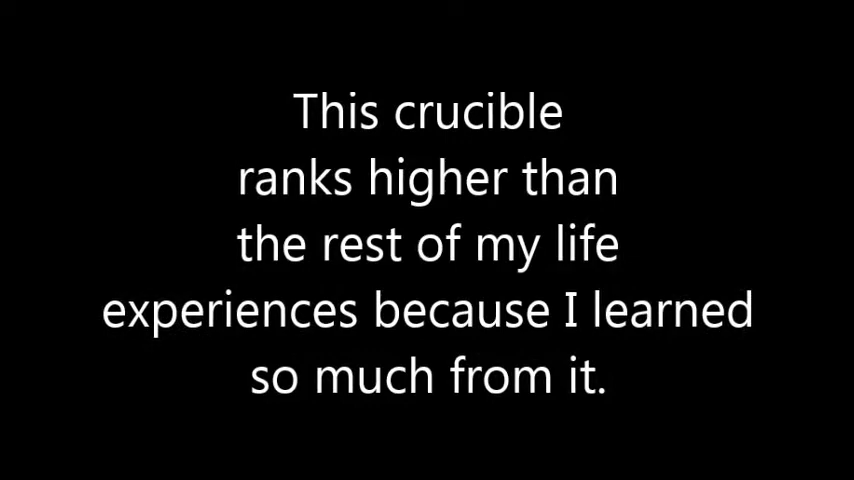 This crucible
ranks higher than
the rest of my life
experiences because I learned
so much from it.